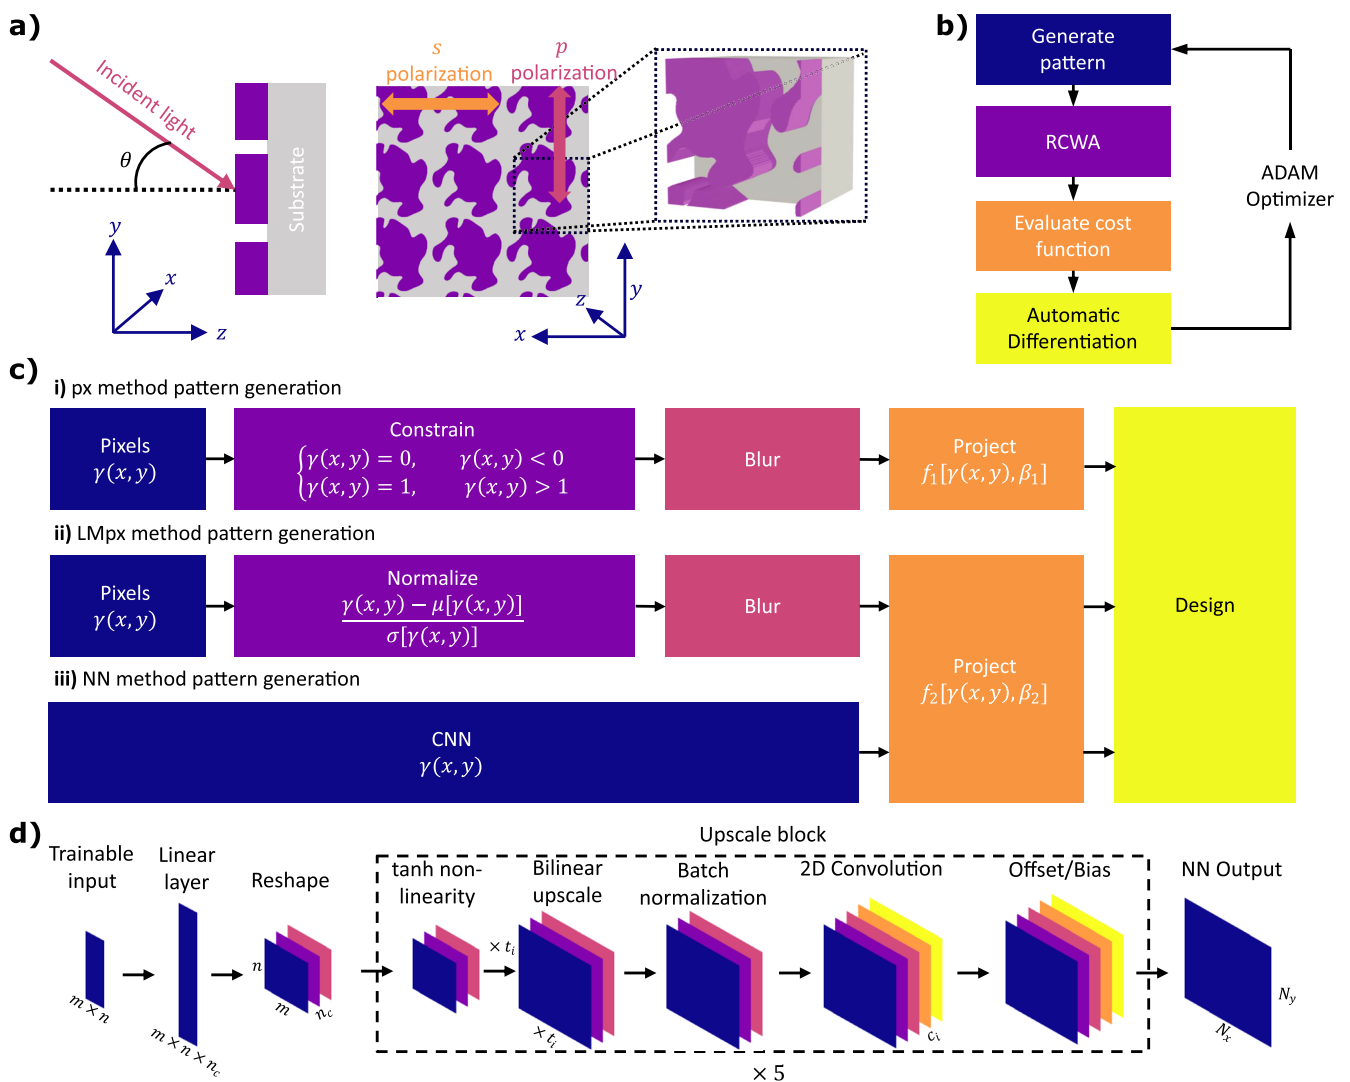 a)
Incident light
θ
Substrate
y
x
z
s
polarization
p
polarization
y
z
x
b)
Generate
pattern
RCWA
Evaluate cost
function
Automatic
Differentiation
ADAM
Optimizer
c)
i) px method pattern generation
Pixels
γ(x, y)
Constrain
{γ(x, y) = 0, γ(x, y) < 0
γ(x, y) = 1, γ(x, y) > 1
Blur
Project
f₁[γ(x, y), β₁]
ii) LMpx method pattern generation
Pixels
γ(x, y)
Normalize
γ(x, y) − μ[γ(x, y)]
σ[γ(x, y)]
Blur
Project
f₂[γ(x, y), β₂]
Design
iii) NN method pattern generation
CNN
γ(x, y)
d)
Upscale block
Trainable
input
Linear
layer
Reshape
tanh non-
linearity
Bilinear
upscale
Batch
normalization
2D Convolution
Offset/Bias
NN Output
m × n
m × n × n_c
n
m
n_c
× tᵢ
× tᵢ
cᵢ
N_x
N_y
× 5